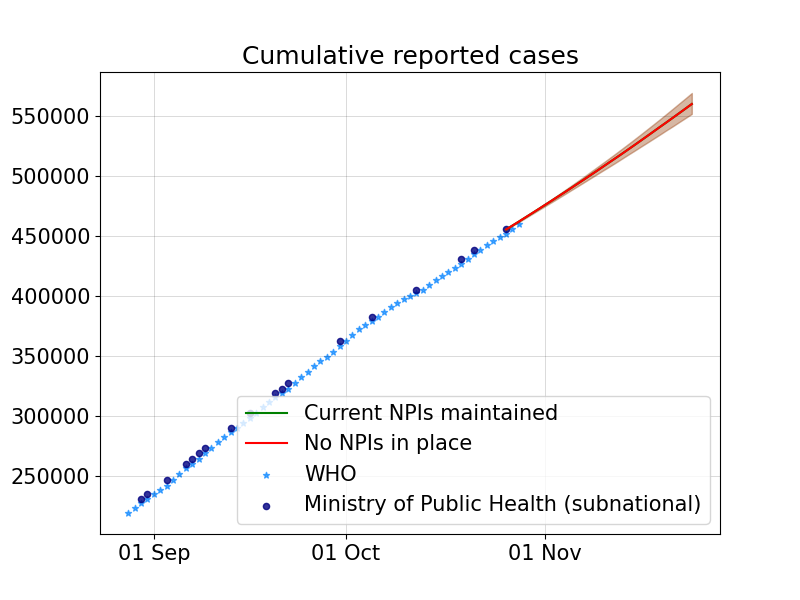 Cumulative reported cases
550000
500000
450000
400000
350000
300000
250000
Current NPIs maintained
No NPIs in place
WHO
Ministry of Public Health (subnational)
01 Sep
01 Oct
01 Nov